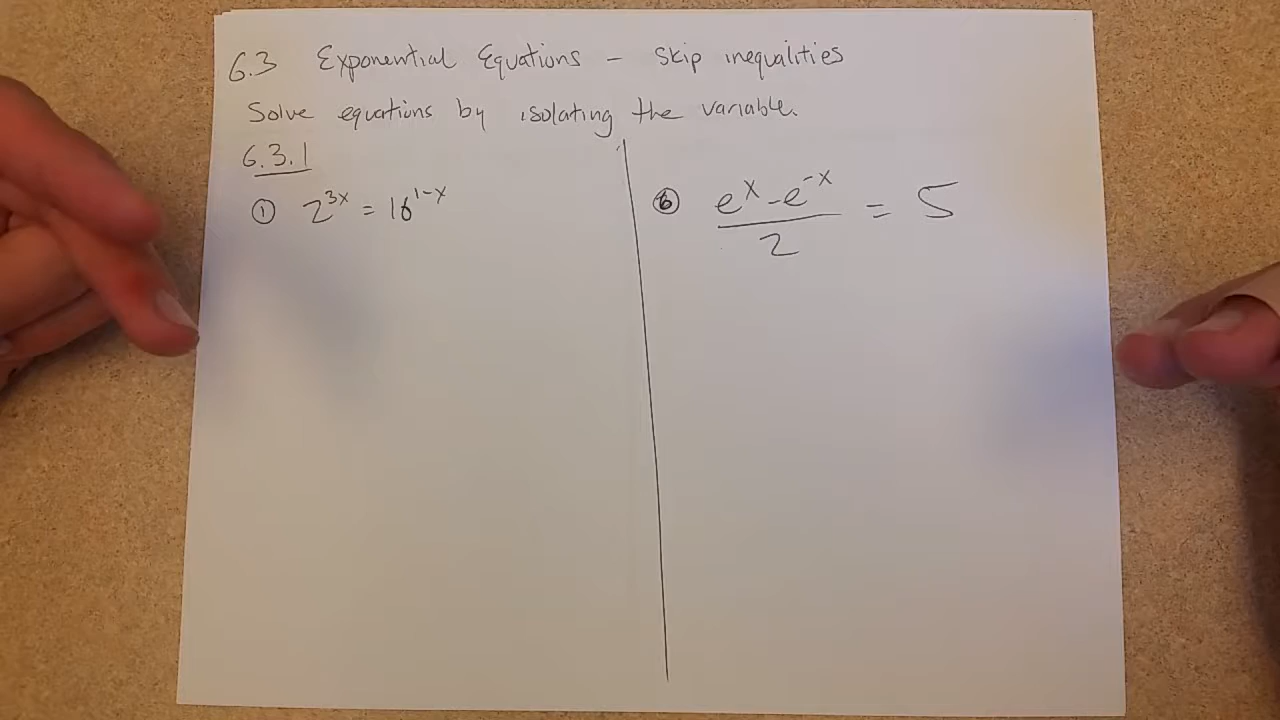 6.3 Exponential Equations - Skip inequalities
Solve equations by isolating the variable.
6.3.1
① 2^{3x} = 16^{1-x}
⑥ \frac{e^x - e^{-x}}{2} = 5